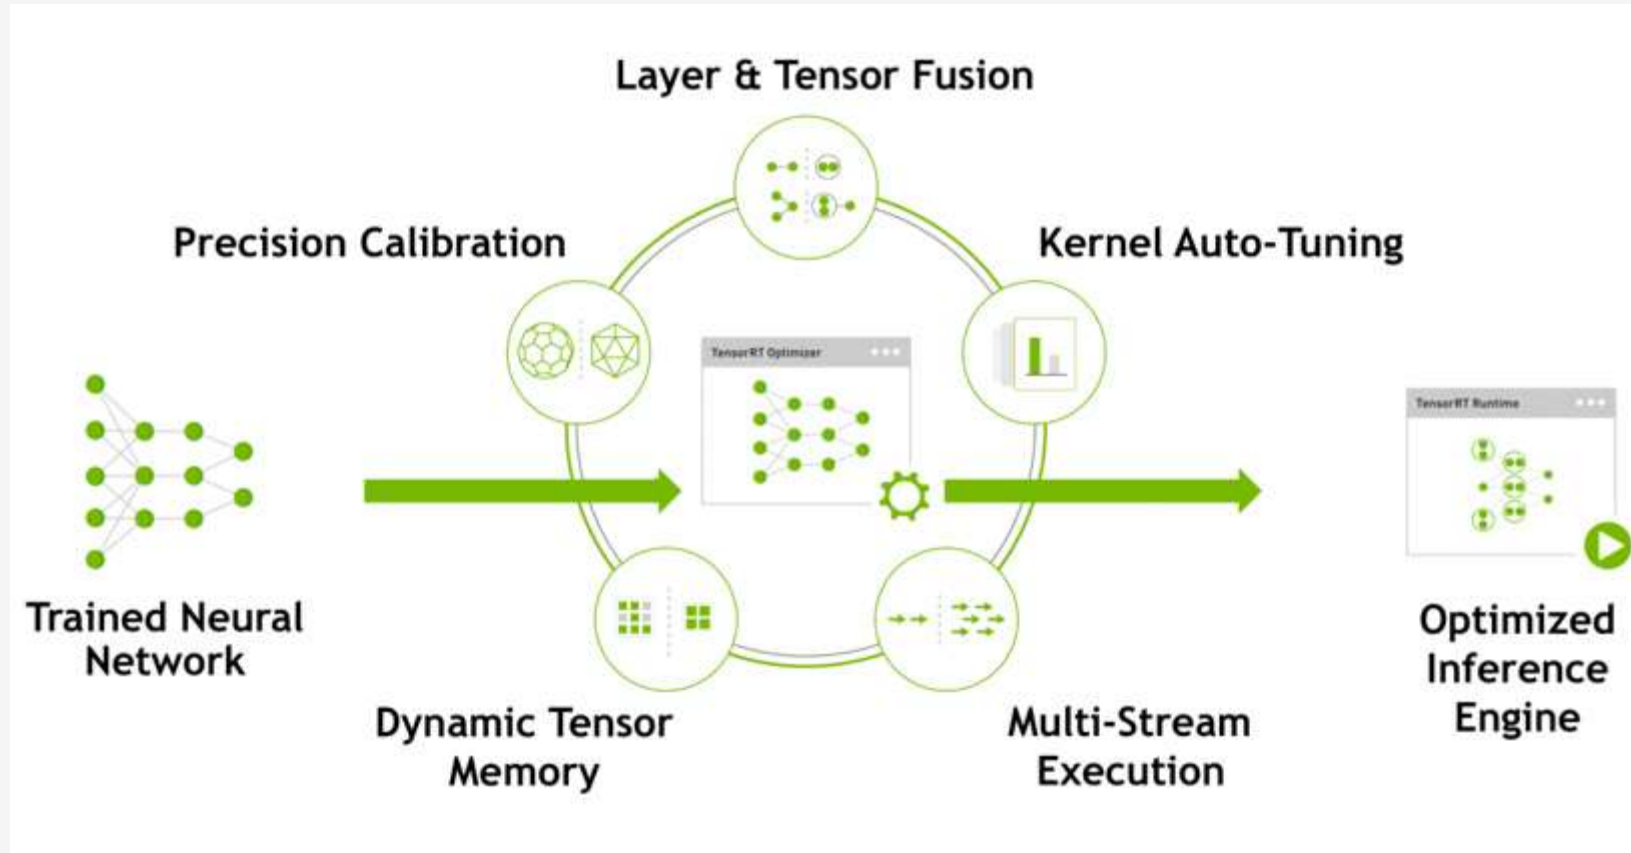 Layer & Tensor Fusion
Precision Calibration
Kernel Auto-Tuning
TensorRT Optimizer
TensorRT Runtime
Trained Neural
Network
Optimized
Inference
Engine
Dynamic Tensor
Memory
Multi-Stream
Execution